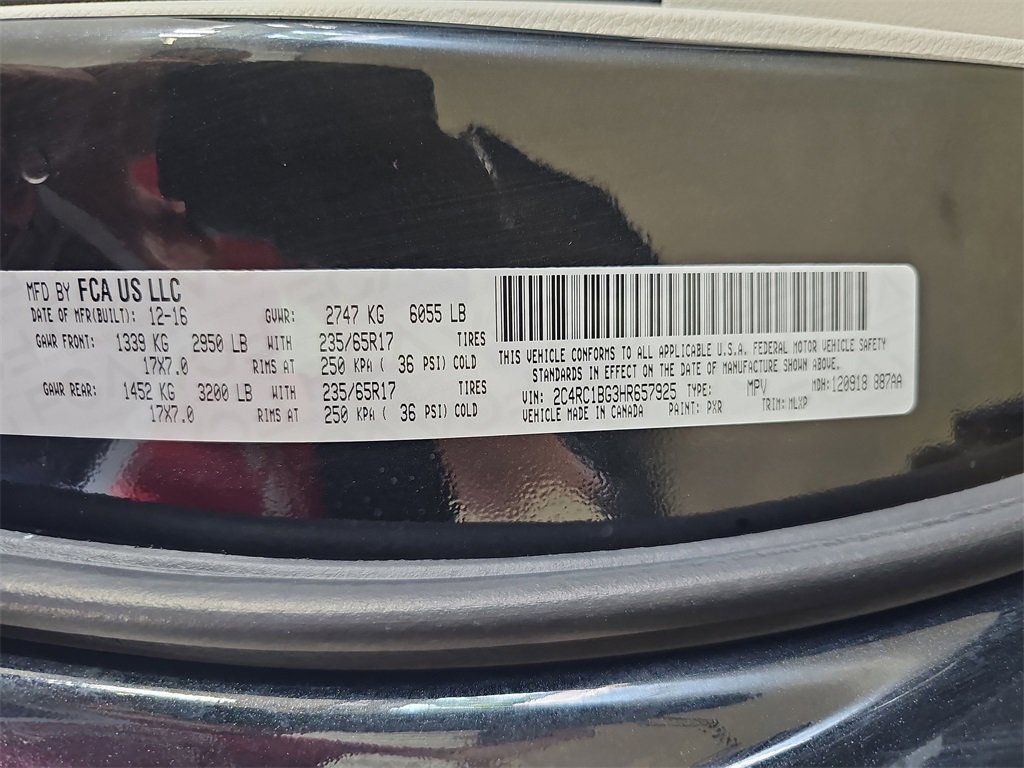 MFD BY FCA US LLC
DATE OF MFR(BUILT): 12-16 GVWR: 2747 KG 6055 LB
GAWR FRONT: 1339 KG 2950 LB WITH 235/65R17 TIRES
17X7.0 RIMS AT 250 KPA ( 36 PSI) COLD
GAWR REAR: 1452 KG 3200 LB WITH 235/65R17 TIRES
17X7.0 RIMS AT 250 KPA ( 36 PSI) COLD
THIS VEHICLE CONFORMS TO ALL APPLICABLE U.S.A. FEDERAL MOTOR VEHICLE SAFETY
STANDARDS IN EFFECT ON THE DATE OF MANUFACTURE SHOWN ABOVE.
VIN: 2C4RC1BG3HR657925 TYPE: MPV MDH: 120918 887AA
VEHICLE MADE IN CANADA PAINT: PXR TRIM: MLXP